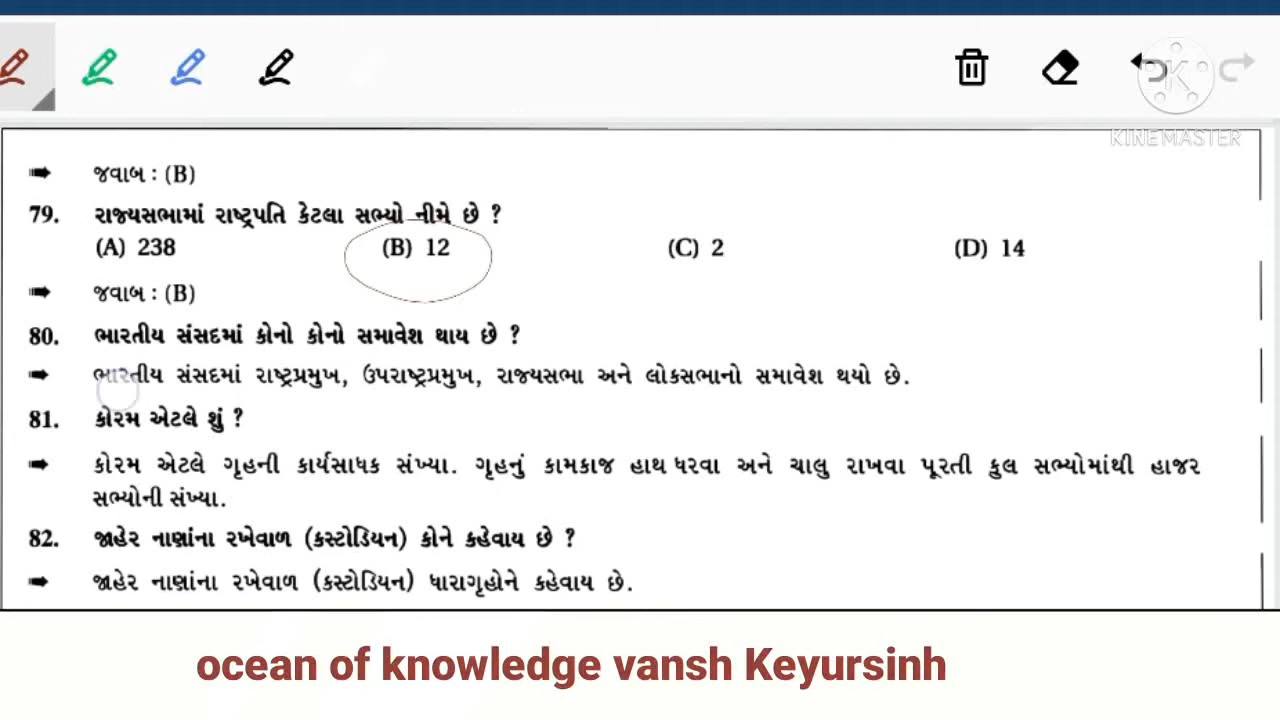 KINEMASTER
➡ જવાબ : (B)
79. રાજ્યસભામાં રાષ્ટ્રપતિ કેટલા સભ્યો નીમે છે ?
(A) 238 (B) 12 (C) 2 (D) 14
➡ જવાબ : (B)
80. ભારતીય સંસદમાં કોનો કોનો સમાવેશ થાય છે ?
➡ ભારતીય સંસદમાં રાષ્ટ્રપ્રમુખ, ઉપરાષ્ટ્રપ્રમુખ, રાજ્યસભા અને લોકસભાનો સમાવેશ થયો છે.
81. કોરમ એટલે શું ?
➡ કોરમ એટલે ગૃહની કાર્યસાધક સંખ્યા. ગૃહનું કામકાજ હાથ ધરવા અને ચાલુ રાખવા પૂરતી કુલ સભ્યોમાંથી હાજર
સભ્યોની સંખ્યા.
82. જાહેર નાણાંના રખેવાળ (કસ્ટોડિયન) કોને કહેવાય છે ?
➡ જાહેર નાણાંના રખેવાળ (કસ્ટોડિયન) ધારાગૃહોને કહેવાય છે.
ocean of knowledge vansh Keyursinh